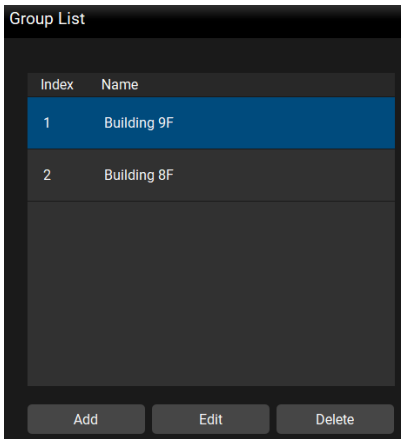 Group List
Index Name
1 Building 9F
2 Building 8F
Add Edit Delete